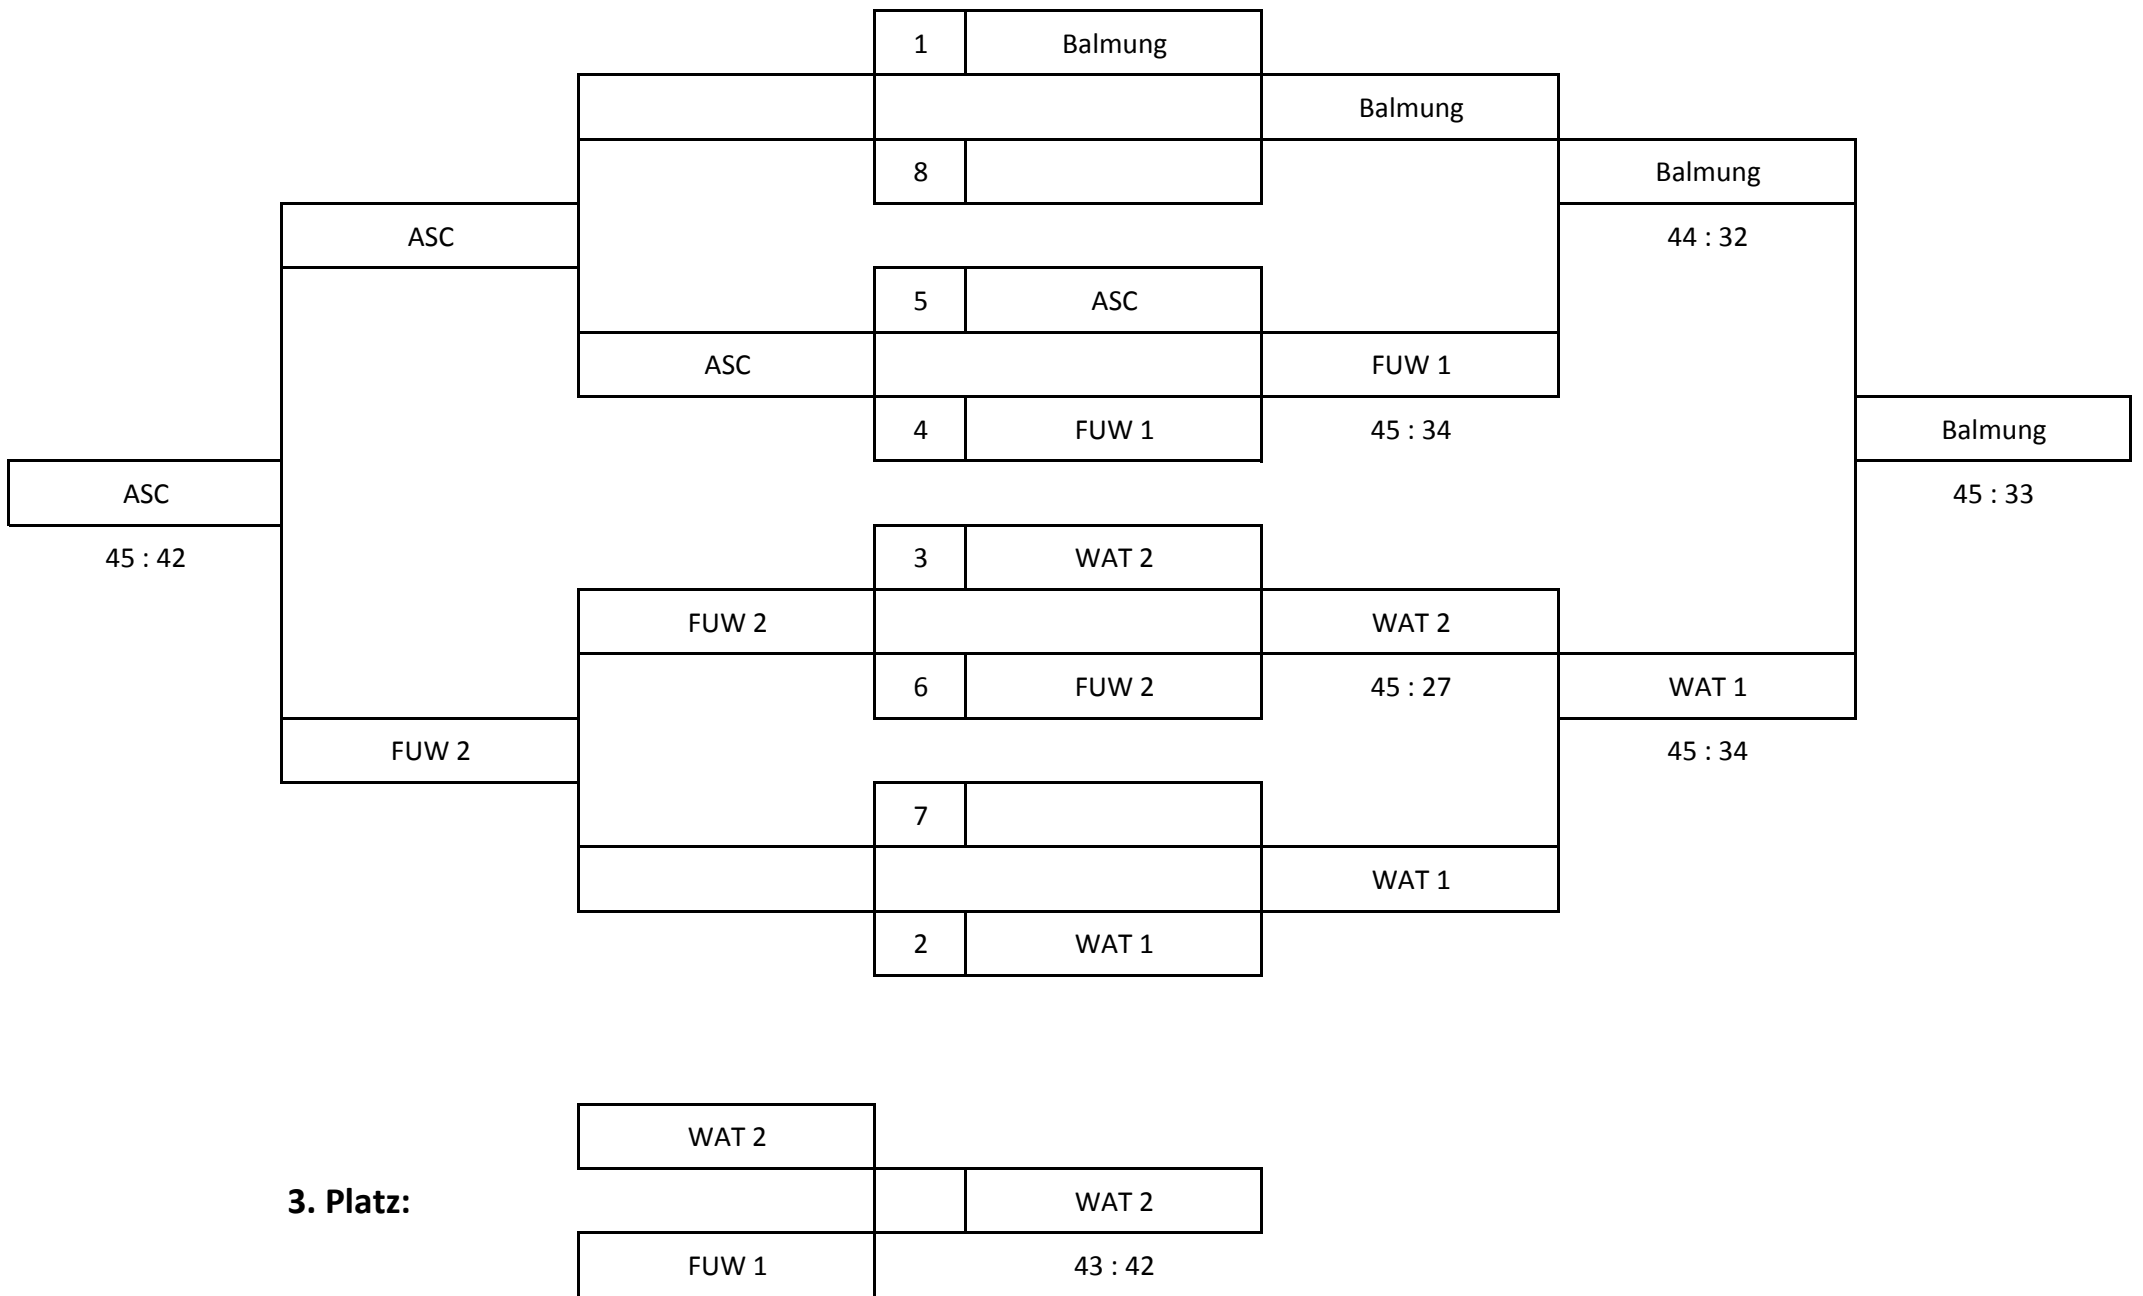 1 Balmung
Balmung
8 Balmung
ASC 44 : 32
5 ASC
ASC FUW 1
4 FUW 1 45 : 34 Balmung
ASC 45 : 33
45 : 42 3 WAT 2
FUW 2 WAT 2
6 FUW 2 45 : 27 WAT 1
FUW 2 45 : 34
7
WAT 1
2 WAT 1
WAT 2
3. Platz: WAT 2
FUW 1 43 : 42